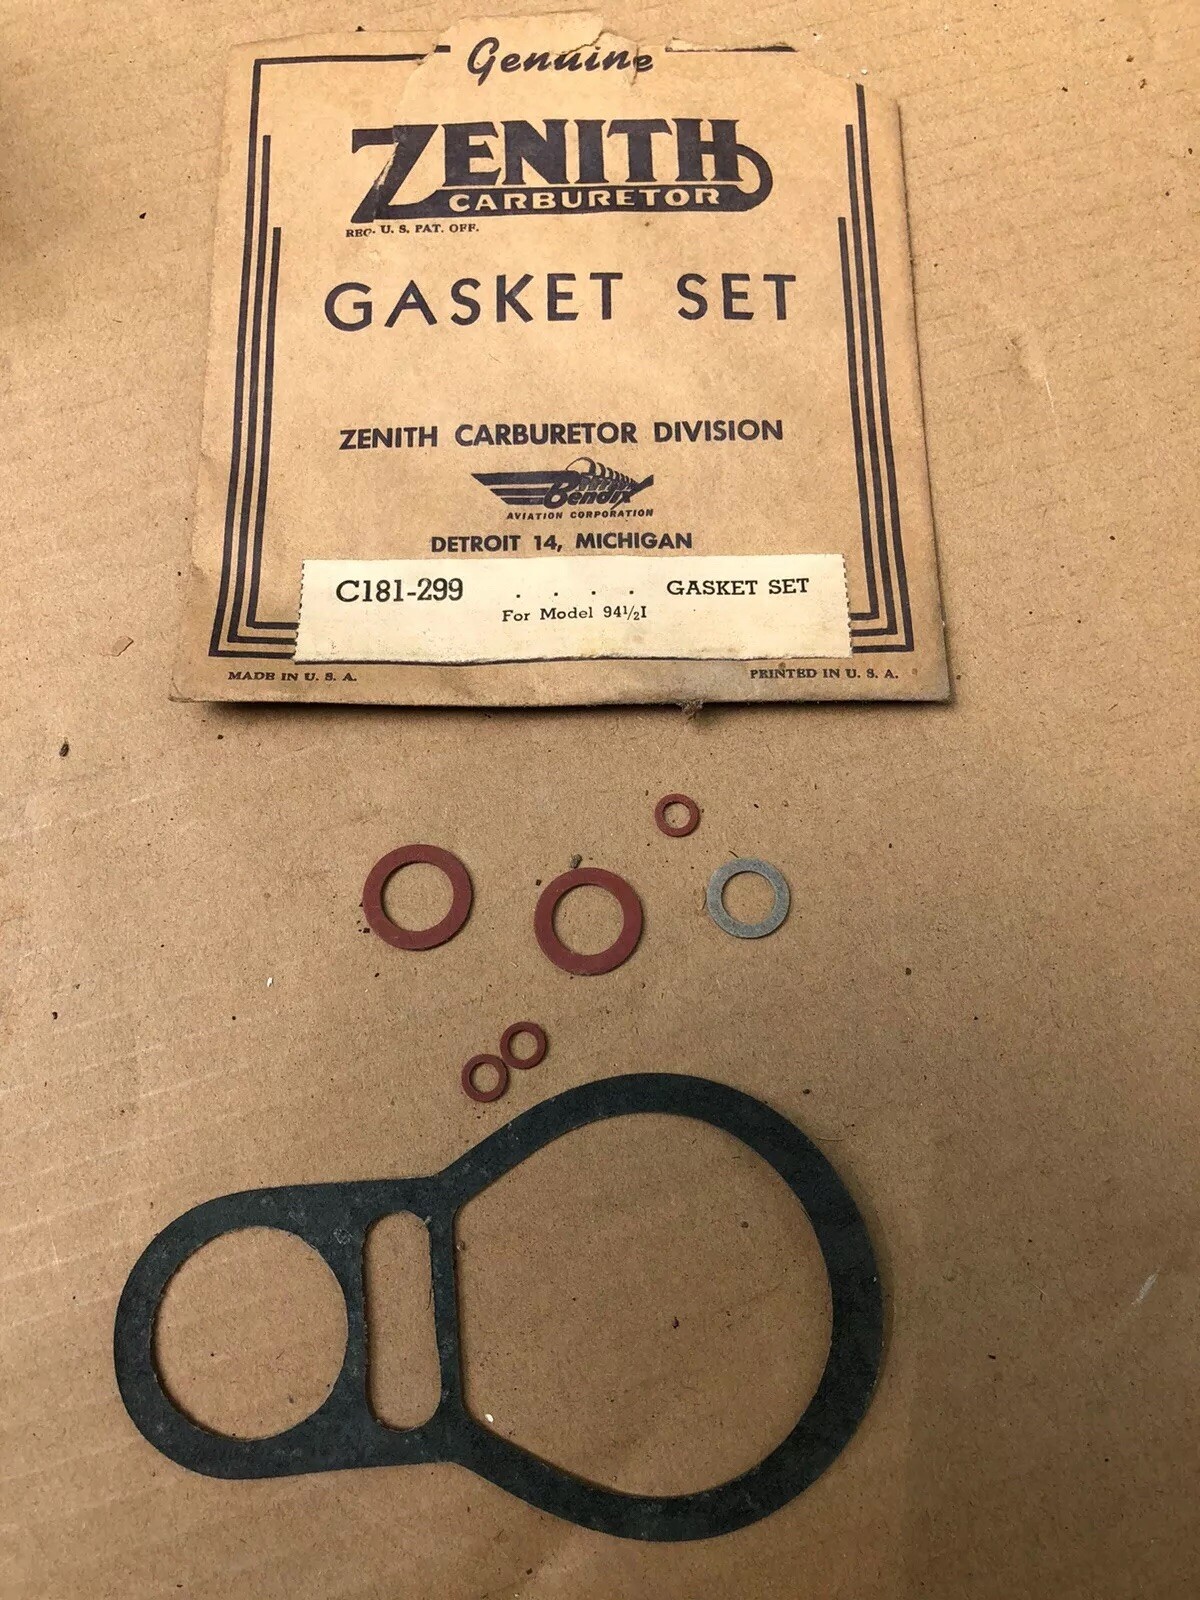 Genuine
ZENITH
CARBURETOR
REG. U. S. PAT. OFF.
GASKET SET
ZENITH CARBURETOR DIVISION
Bendix
AVIATION CORPORATION
DETROIT 14, MICHIGAN
C181-299 . . . . GASKET SET
For Model 94½I
MADE IN U. S. A. PRINTED IN U. S. A.